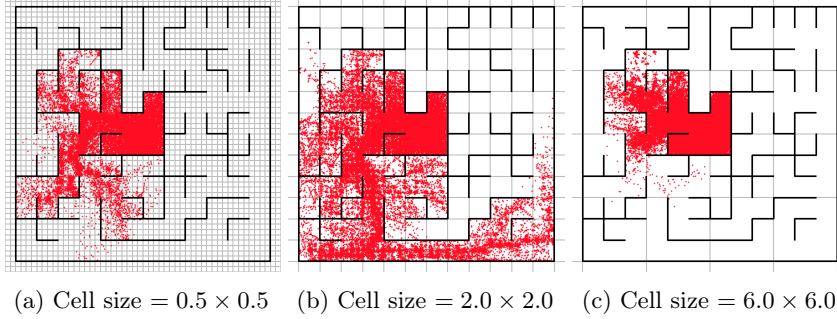 (a) Cell size = 0.5 × 0.5
(b) Cell size = 2.0 × 2.0
(c) Cell size = 6.0 × 6.0